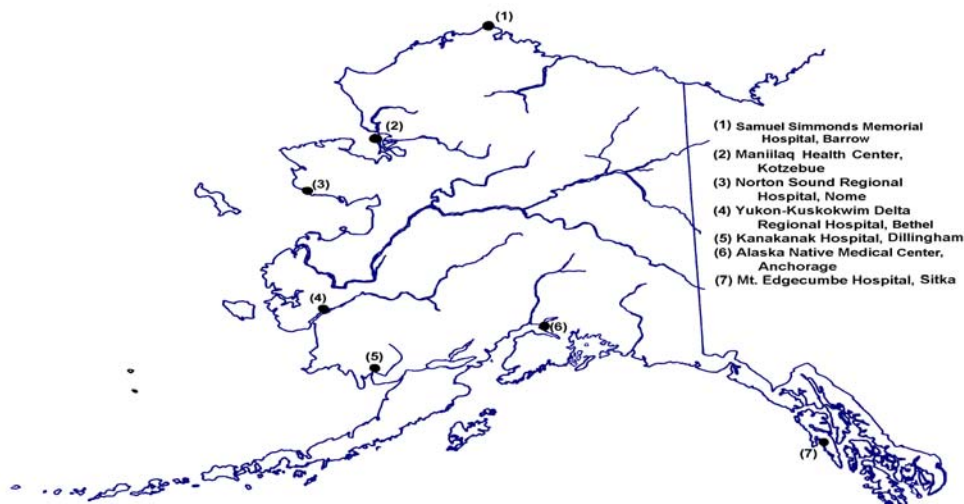 (1)
(2)
(3)
(4)
(5)
(6)
(7)
(1) Samuel Simmonds Memorial
Hospital, Barrow
(2) Maniilaq Health Center,
Kotzebue
(3) Norton Sound Regional
Hospital, Nome
(4) Yukon-Kuskokwim Delta
Regional Hospital, Bethel
(5) Kanakanak Hospital, Dillingham
(6) Alaska Native Medical Center,
Anchorage
(7) Mt. Edgecumbe Hospital, Sitka